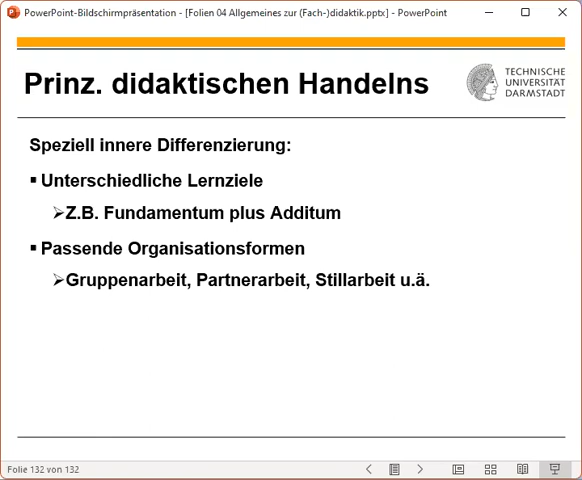 PowerPoint-Bildschirmpräsentation - [Folien 04 Allgemeines zur (Fach-)didaktik.pptx] - PowerPoint
Prinz. didaktischen Handelns
TECHNISCHE
UNIVERSITÄT
DARMSTADT
Speziell innere Differenzierung:
▪ Unterschiedliche Lernziele
➢Z.B. Fundamentum plus Additum
▪ Passende Organisationsformen
➢Gruppenarbeit, Partnerarbeit, Stillarbeit u.ä.
Folie 132 von 132